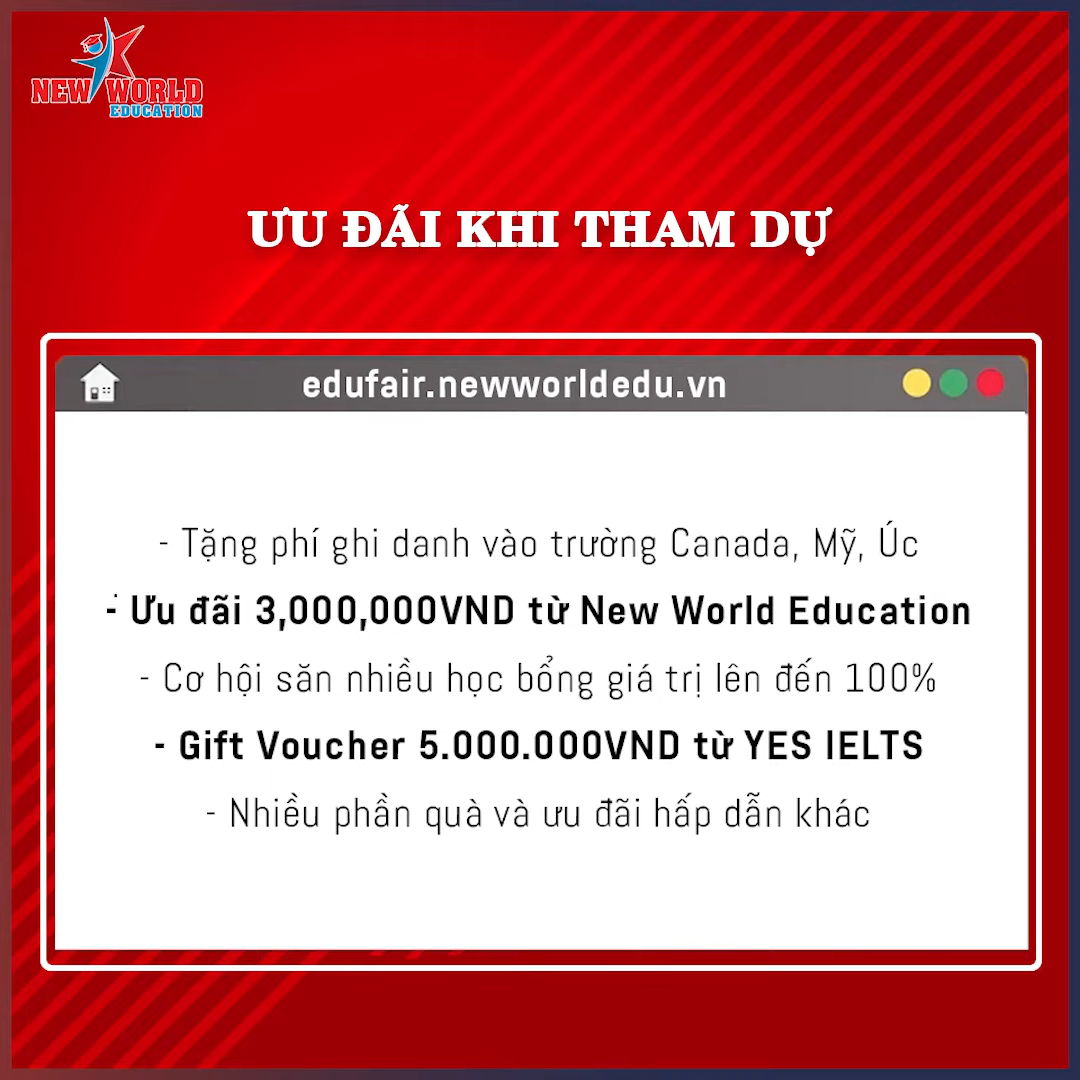 NEW WORLD
EDUCATION
ƯU ĐÃI KHI THAM DỰ
edufair.newworldedu.vn
- Tặng phí ghi danh vào trường Canada, Mỹ, Úc
- Ưu đãi 3,000,000VND từ New World Education
- Cơ hội săn nhiều học bổng giá trị lên đến 100%
- Gift Voucher 5.000.000VND từ YES IELTS
- Nhiều phần quà và ưu đãi hấp dẫn khác